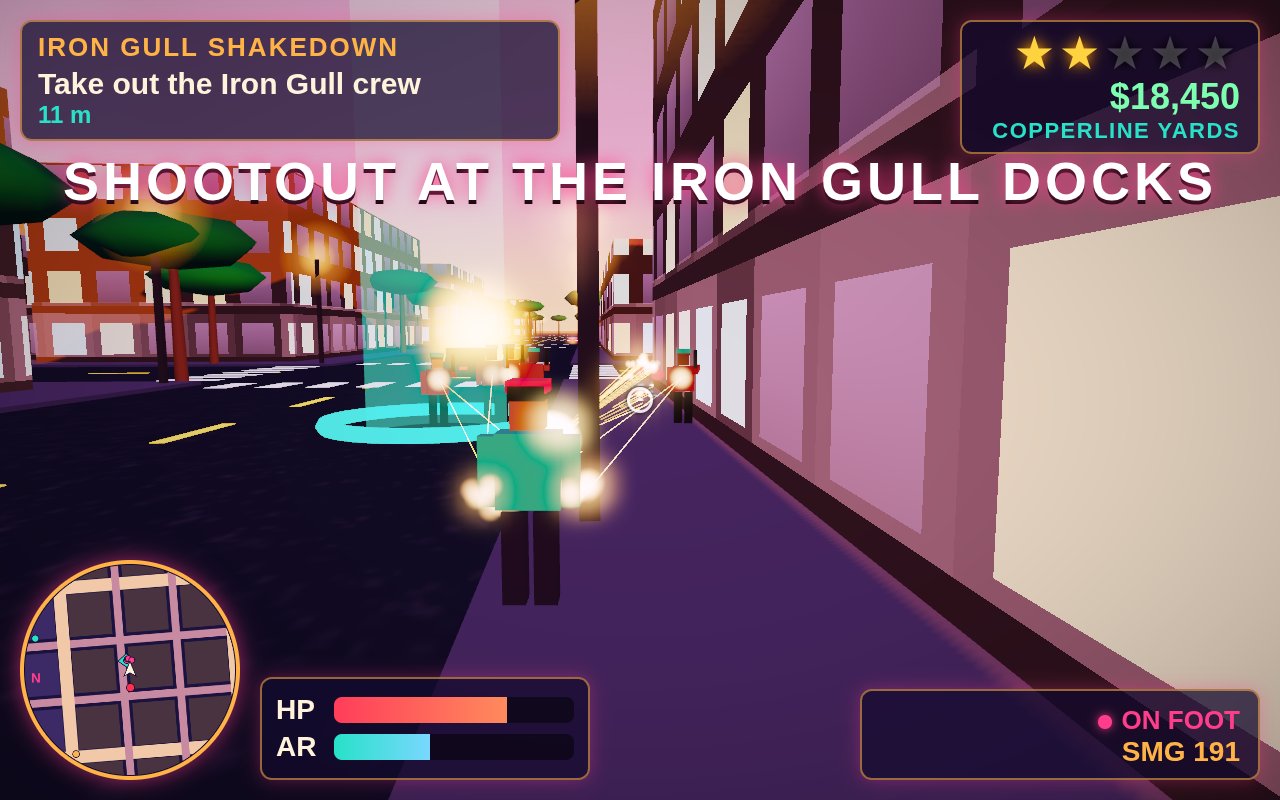 IRON GULL SHAKEDOWN
Take out the Iron Gull crew
11 m
$18,450
COPPERLINE YARDS
SHOOTOUT AT THE IRON GULL DOCKS
N
HP
AR
ON FOOT
SMG 191